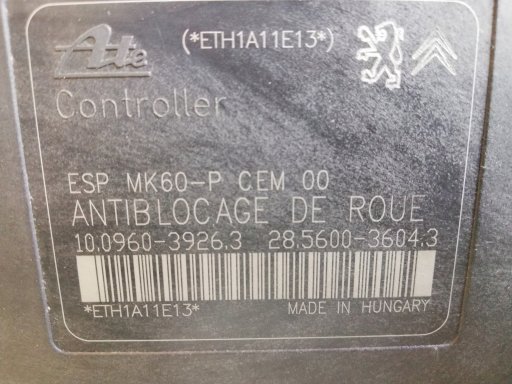 Ate (*ETH1A11E13*)
Controller
ESP MK60-P CEM 00
ANTIBLOCAGE DE ROUE
10.0960-3926.3 28.5600-3604.3
*ETH1A11E13* MADE IN HUNGARY